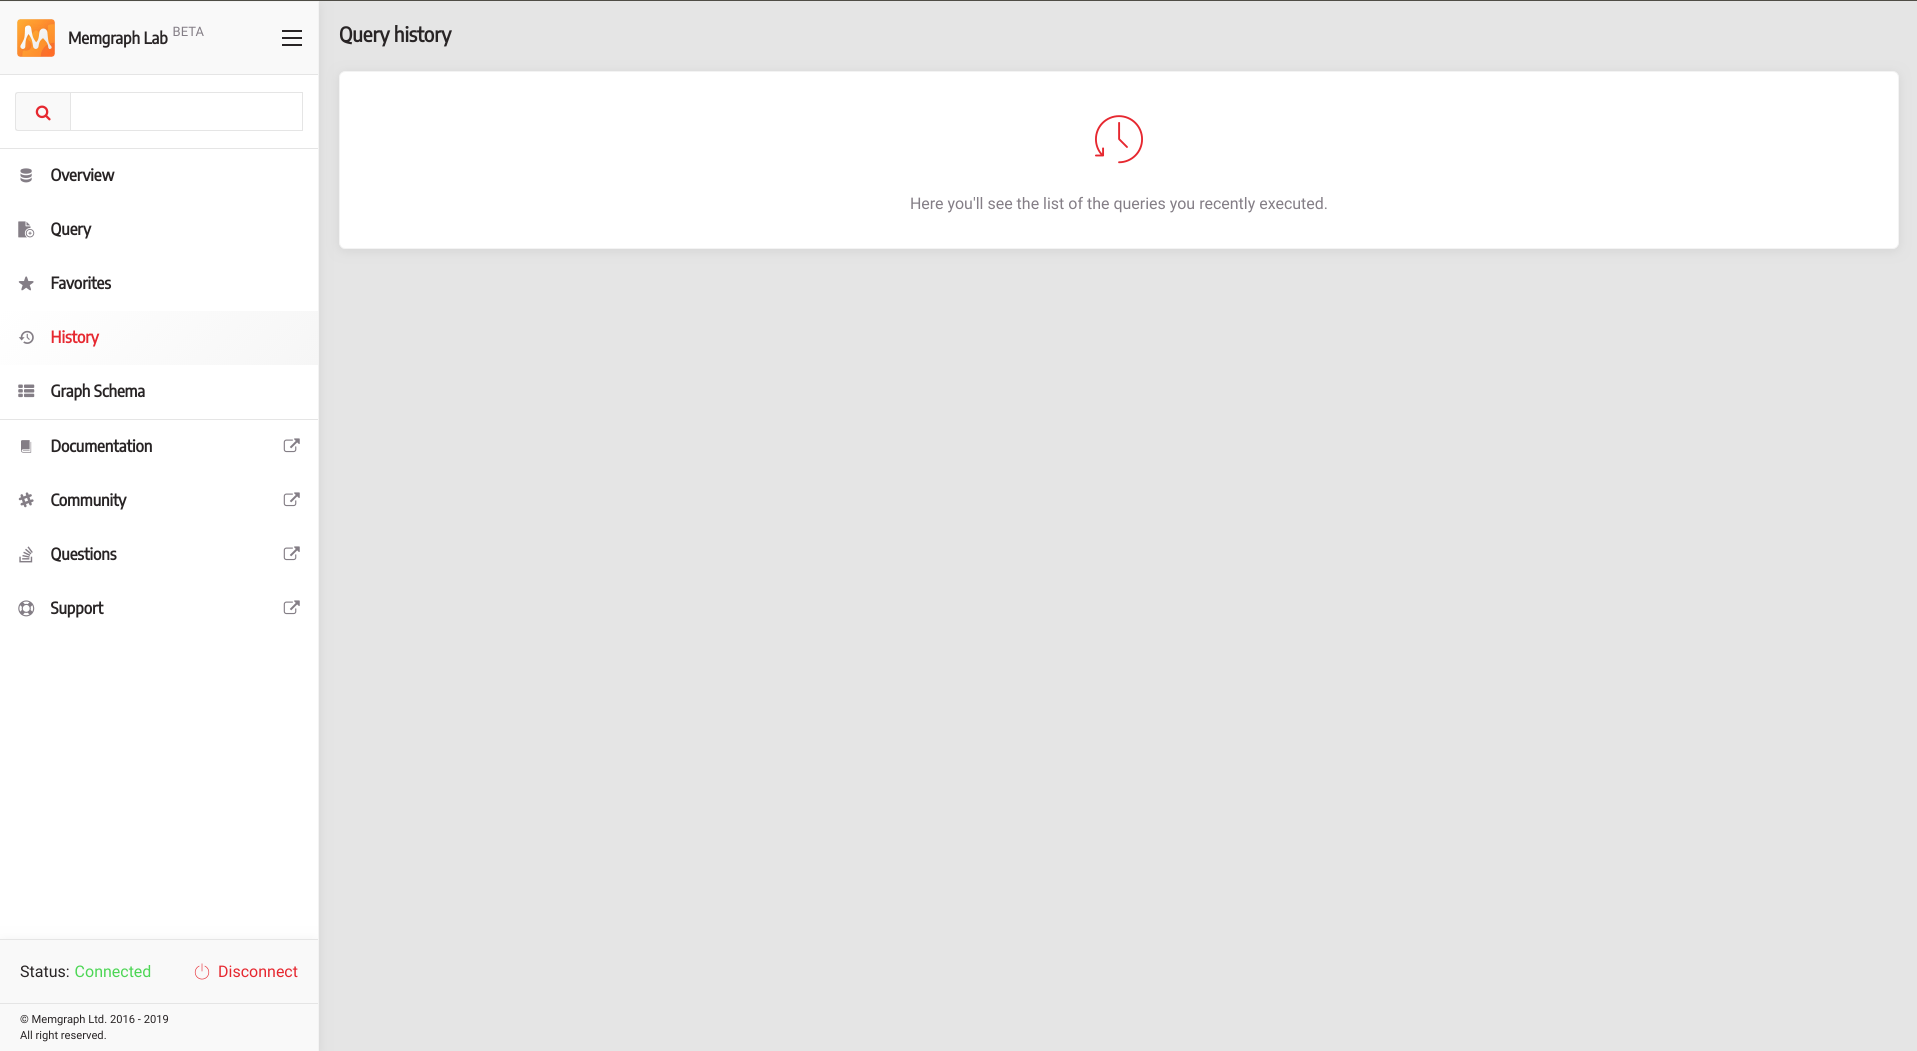 Memgraph Lab BETA
Overview
Query
Favorites
History
Graph Schema
Documentation
Community
Questions
Support
Status: Connected
Disconnect
© Memgraph Ltd. 2016 - 2019
All right reserved.
Query history
Here you'll see the list of the queries you recently executed.